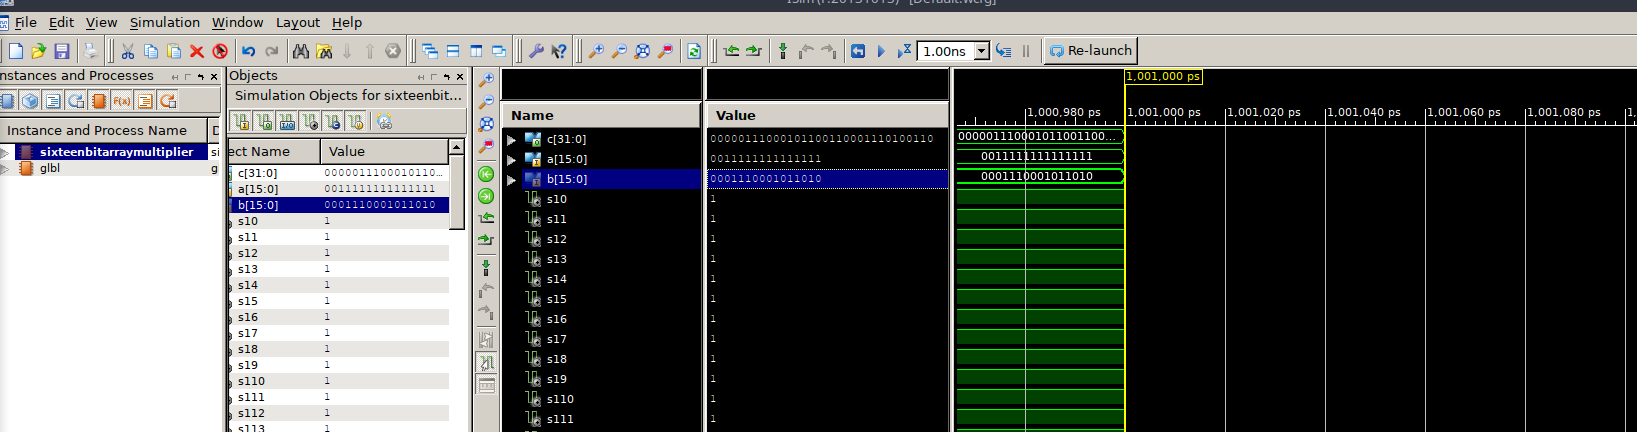 ISim (P.20131013) - [Default.wcfg]
File Edit View Simulation Window Layout Help
1.00ns Re-launch
nstances and Processes
Instance and Process Name D
sixteenbitarraymultiplier si
glbl g
Objects
Simulation Objects for sixteenbit...
ect Name Value
c[31:0] 0000011100010110...
a[15:0] 0011111111111111
b[15:0] 0001110001011010
s10 1
s11 1
s12 1
s13 1
s14 1
s15 1
s16 1
s17 1
s18 1
s19 1
s110 1
s111 1
s112 1
s113 1
Name Value
c[31:0] 00000111000101100110001110100110
a[15:0] 0011111111111111
b[15:0] 0001110001011010
s10 1
s11 1
s12 1
s13 1
s14 1
s15 1
s16 1
s17 1
s18 1
s19 1
s110 1
s111 1
1,001,000 ps
1,000,980 ps 1,001,000 ps 1,001,020 ps 1,001,040 ps 1,001,060 ps 1,001,080 ps 1,
000001110001011001100...
0011111111111111
0001110001011010